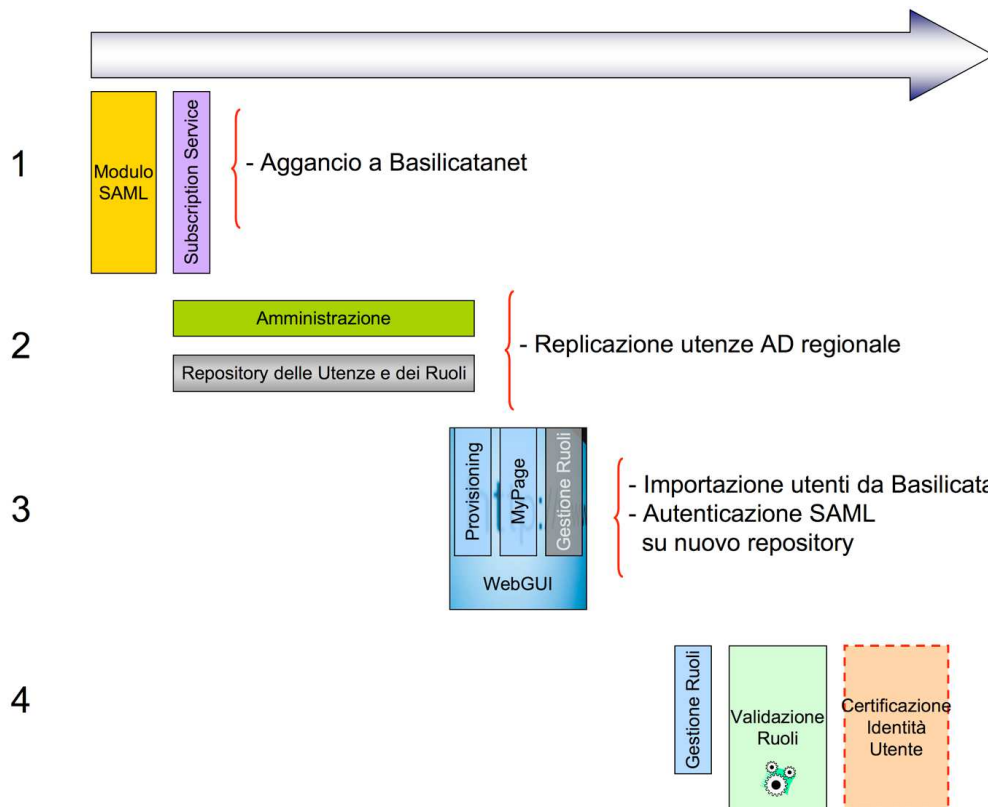 1
Modulo
SAML
Subscription Service
- Aggancio a Basilicatanet
2
Amministrazione
Repository delle Utenze e dei Ruoli
- Replicazione utenze AD regionale
3
Provisioning
MyPage
Gestione Ruoli
WebGUI
- Importazione utenti da Basilicata
- Autenticazione SAML
su nuovo repository
4
Gestione Ruoli
Validazione
Ruoli
Certificazione
Identità
Utente